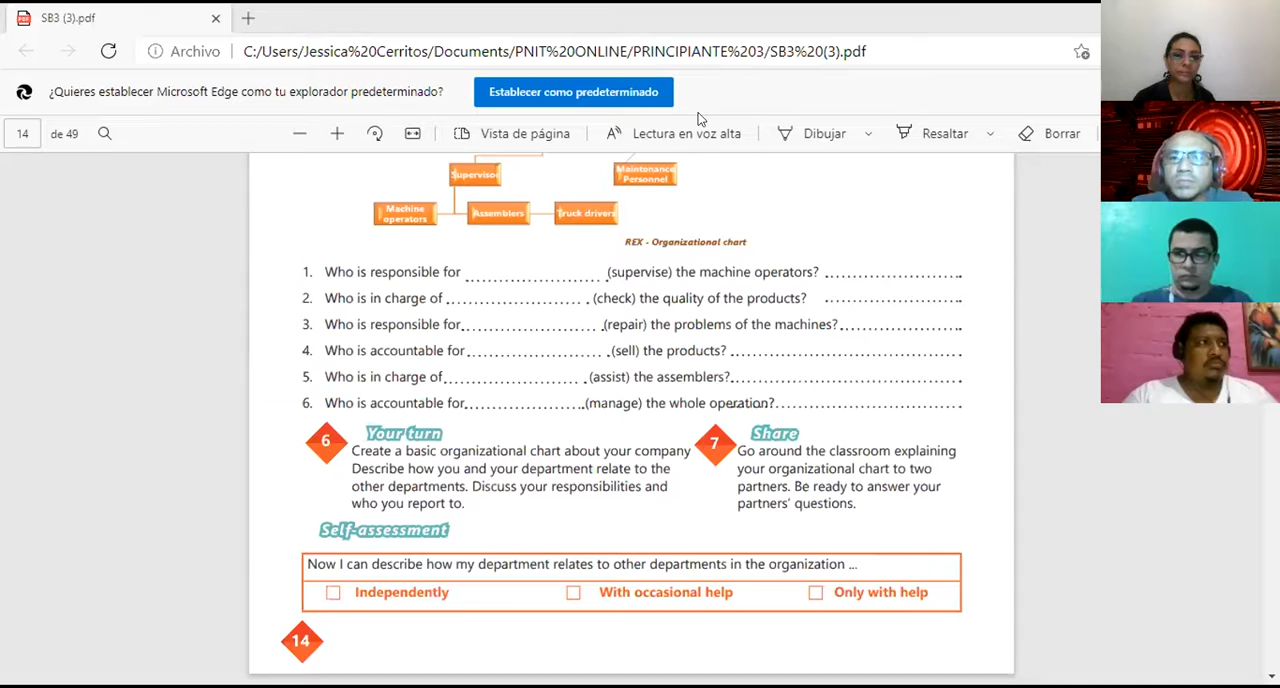 SB3 (3).pdf
Archivo C:/Users/Jessica%20Cerritos/Documents/PNIT%20ONLINE/PRINCIPIANTE%203/SB3%20(3).pdf
¿Quieres establecer Microsoft Edge como tu explorador predeterminado? Establecer como predeterminado
14 de 49 Vista de página Lectura en voz alta Dibujar Resaltar Borrar
Supervisor Maintenance Personnel
Machine operators Assemblers Truck drivers
REX - Organizational chart
1. Who is responsible for ............................ (supervise) the machine operators? ............................
2. Who is in charge of ............................ (check) the quality of the products? ............................
3. Who is responsible for............................ (repair) the problems of the machines?............................
4. Who is accountable for............................ (sell) the products? ............................
5. Who is in charge of............................ (assist) the assemblers?............................
6. Who is accountable for............................(manage) the whole operation?............................
6 Your turn
Create a basic organizational chart about your company
Describe how you and your department relate to the
other departments. Discuss your responsibilities and
who you report to.
7 Share
Go around the classroom explaining
your organizational chart to two
partners. Be ready to answer your
partners' questions.
Self-assessment
Now I can describe how my department relates to other departments in the organization ...
Independently With occasional help Only with help
14